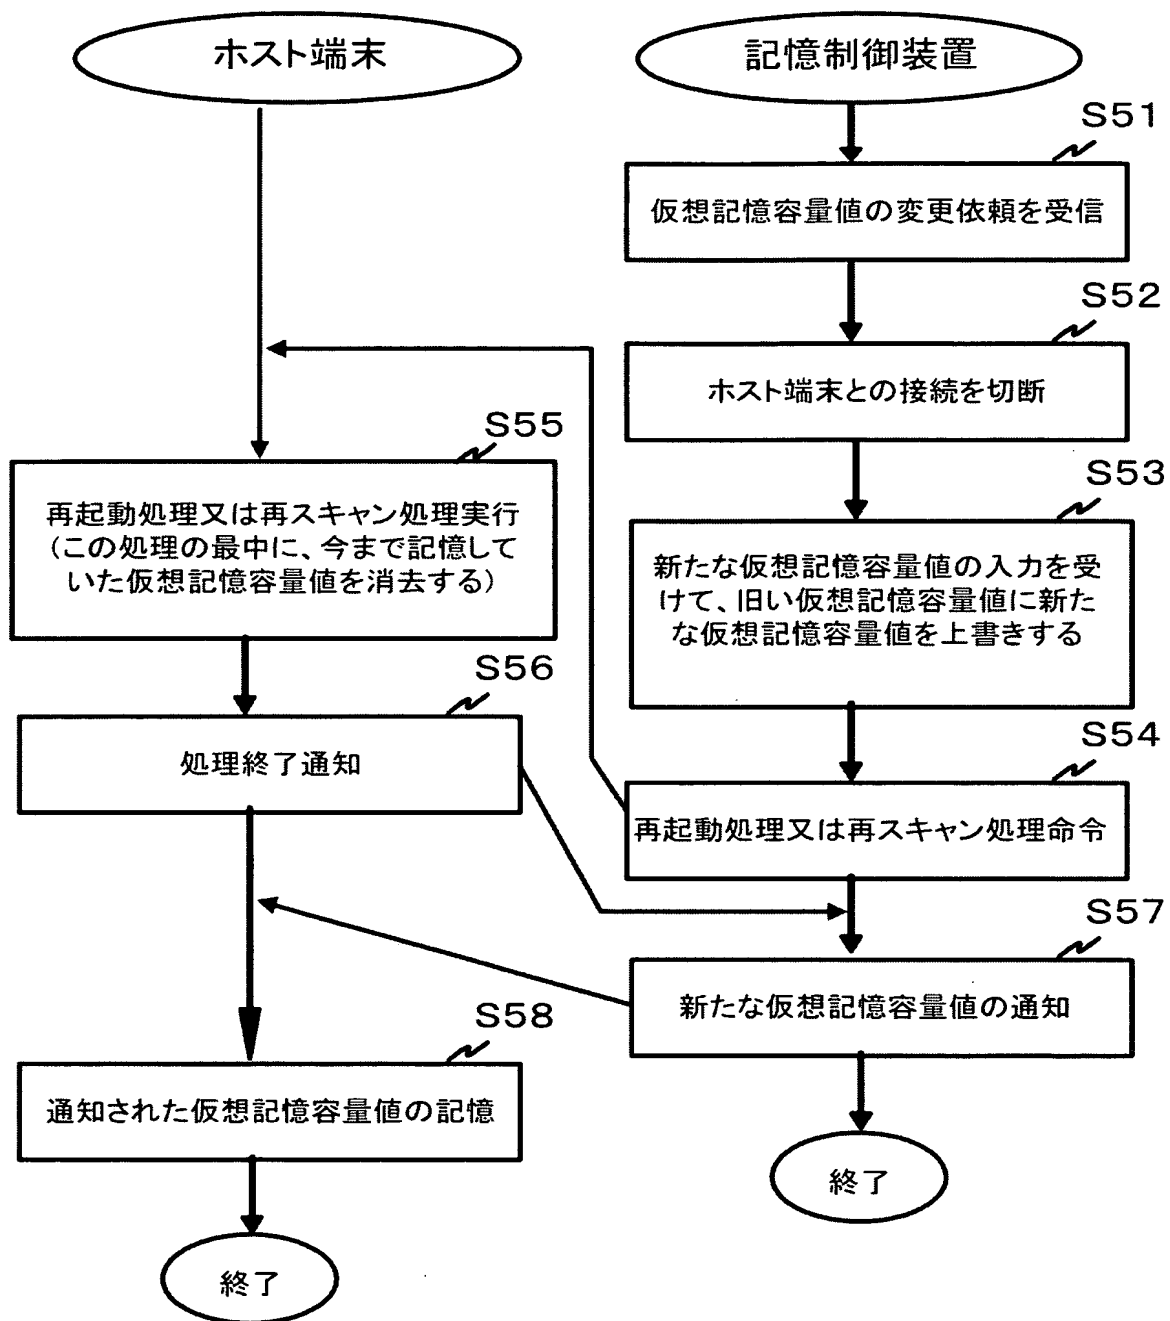 ホスト端末
記憶制御装置
S51
仮想記憶容量値の変更依頼を受信
S52
ホスト端末との接続を切断
S55
再起動処理又は再スキャン処理実行
(この処理の最中に、今まで記憶して
いた仮想記憶容量値を消去する)
S53
新たな仮想記憶容量値の入力を受
けて、旧い仮想記憶容量値に新た
な仮想記憶容量値を上書きする
S56
処理終了通知
S54
再起動処理又は再スキャン処理命令
S57
新たな仮想記憶容量値の通知
S58
通知された仮想記憶容量値の記憶
終了
終了